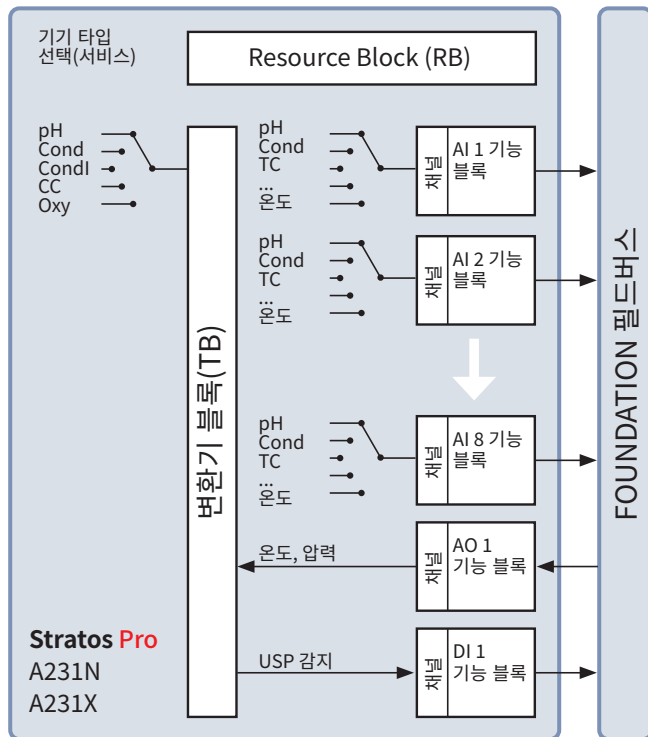 기기 타입
선택(서비스)
Resource Block (RB)
pH
Cond
CondI
CC
Oxy
변환기 블록(TB)
pH
Cond
TC
...
온도
채널
AI 1 기능
블록
pH
Cond
TC
...
온도
채널
AI 2 기능
블록
pH
Cond
TC
...
온도
채널
AI 8 기능
블록
온도, 압력
채널
AO 1
기능 블록
USP 감지
채널
DI 1
기능 블록
FOUNDATION 필드버스
Stratos Pro
A231N
A231X